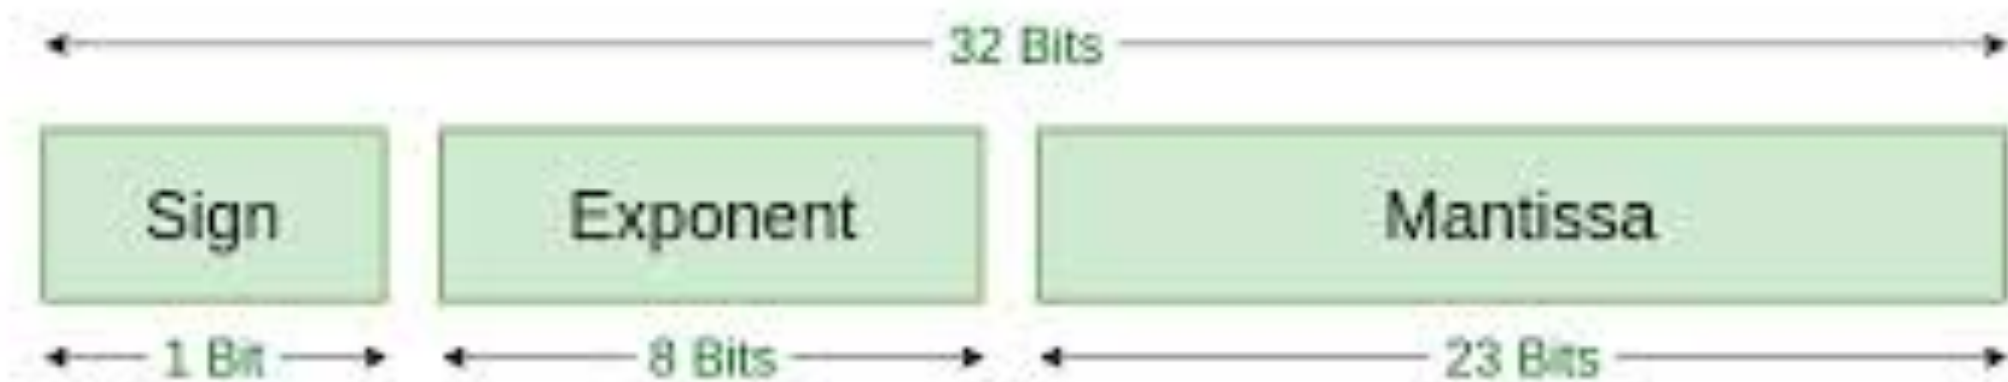 32 Bits
Sign Exponent Mantissa
1 Bit 8 Bits 23 Bits